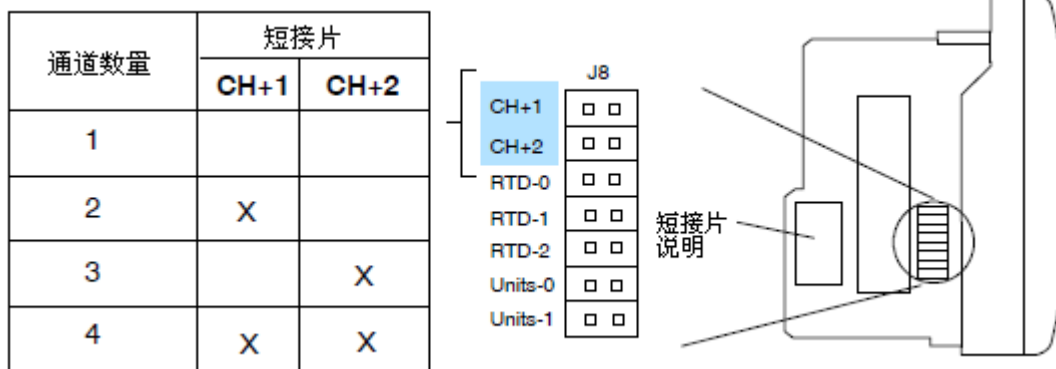 通道数量
短接片
CH+1 CH+2
1
2 X
3 X
4 X X
J8
CH+1
CH+2
RTD-0
RTD-1
RTD-2
Units-0
Units-1
短接片
说明